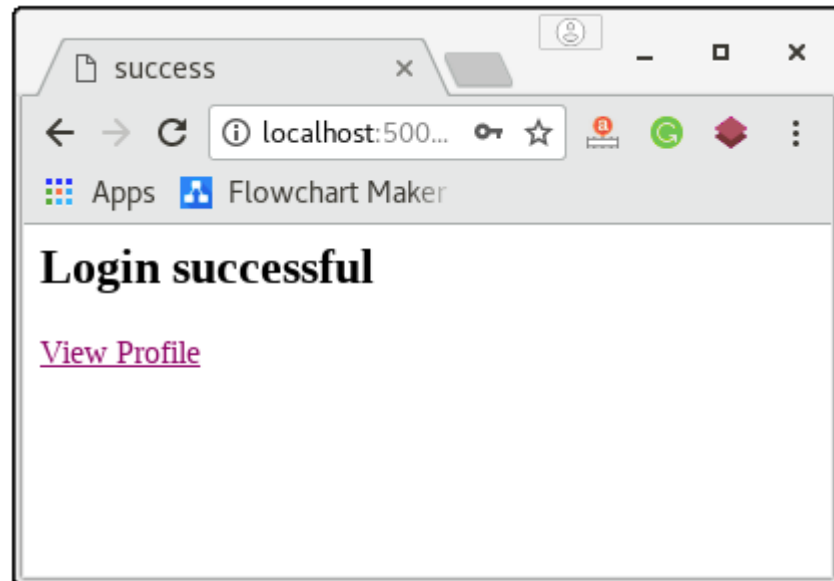 success
localhost:500...
Apps Flowchart Maker
Login successful
View Profile